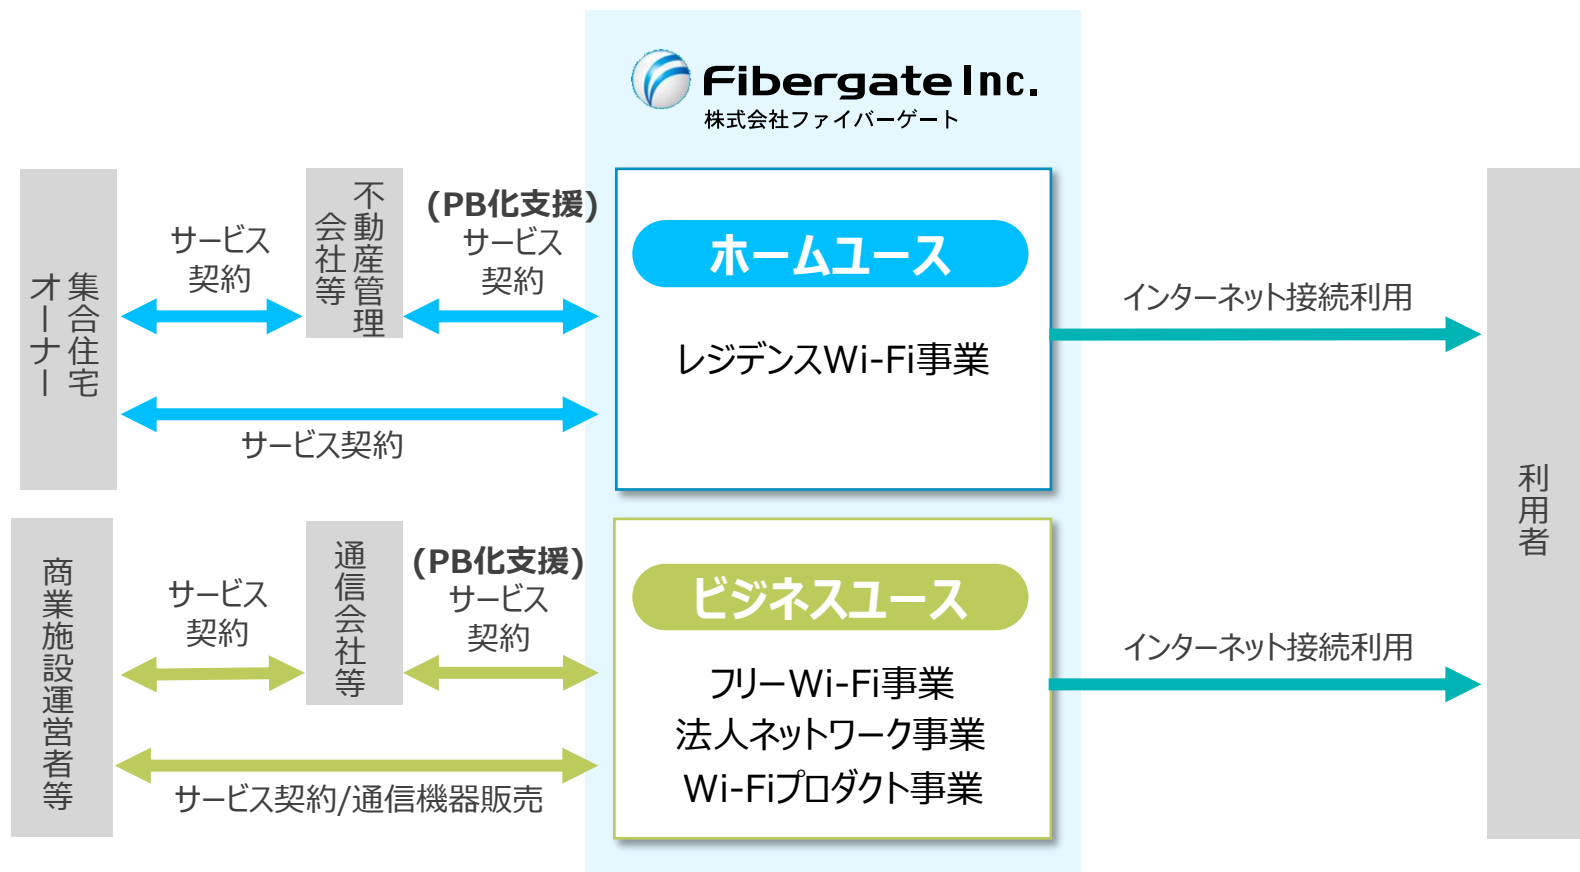 Fibergate Inc.
株式会社ファイバーゲート
集合住宅
オーナー
サービス
契約
不動産管理
会社等
(PB化支援)
サービス
契約
サービス契約
ホームユース
レジデンスWi-Fi事業
インターネット接続利用
商業施設運営者等
サービス
契約
通信会社等
(PB化支援)
サービス
契約
サービス契約/通信機器販売
ビジネスユース
フリーWi-Fi事業
法人ネットワーク事業
Wi-Fiプロダクト事業
インターネット接続利用
利用者